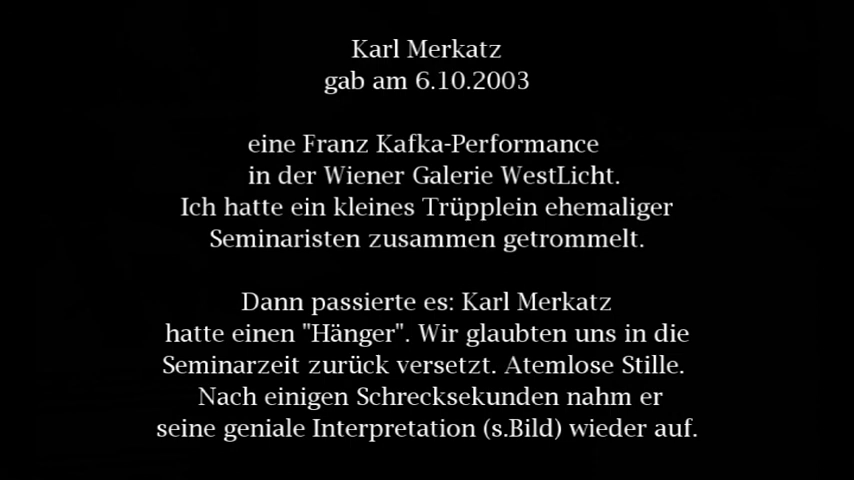 Karl Merkatz
gab am 6.10.2003
eine Franz Kafka-Performance
in der Wiener Galerie WestLicht.
Ich hatte ein kleines Trüpplein ehemaliger
Seminaristen zusammen getrommelt.
Dann passierte es: Karl Merkatz
hatte einen "Hänger". Wir glaubten uns in die
Seminarzeit zurück versetzt. Atemlose Stille.
Nach einigen Schrecksekunden nahm er
seine geniale Interpretation (s.Bild) wieder auf.